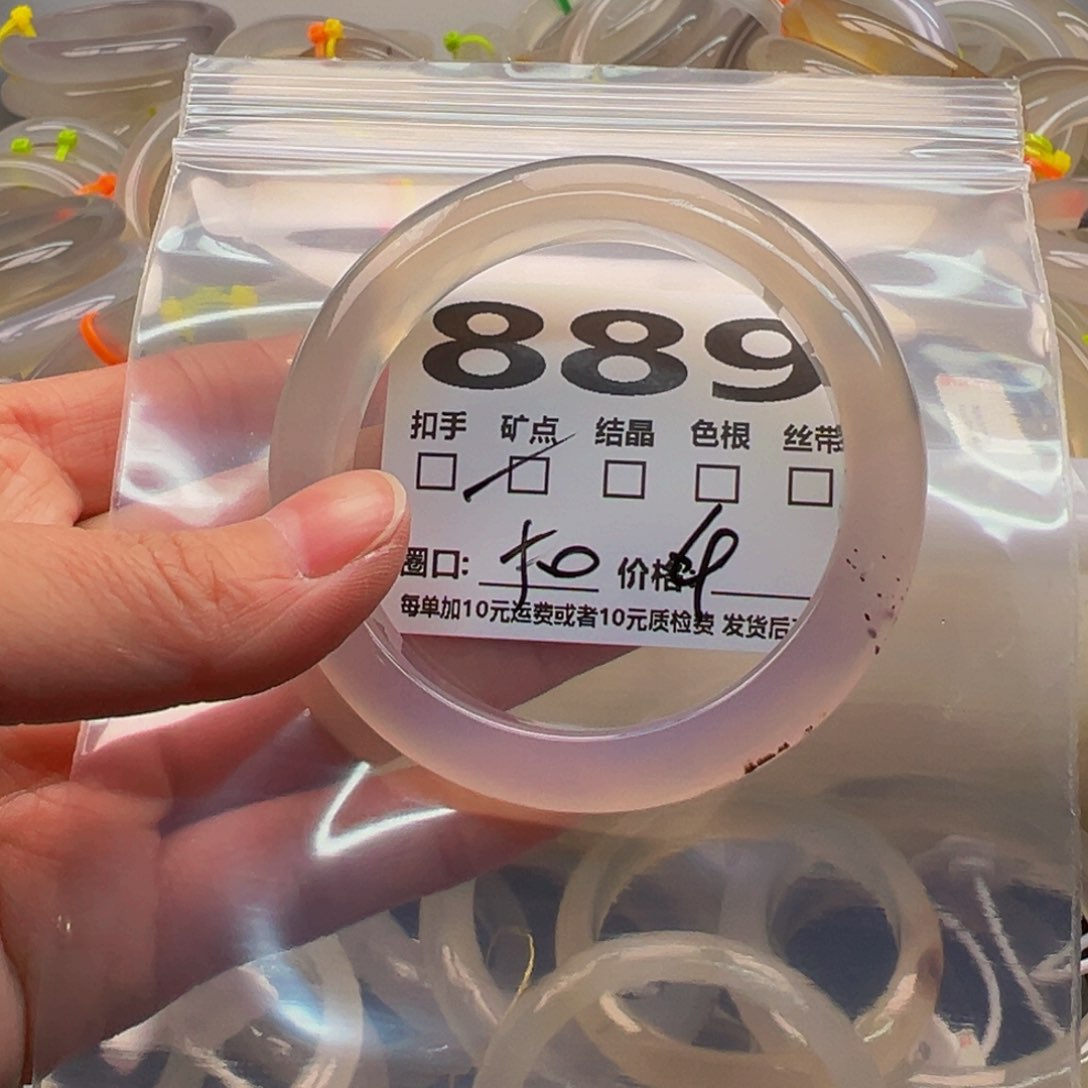 889
扣手 矿点 结晶 色根 丝带
圈口: 50 价格:
每单加10元运费或者10元质检费 发货后